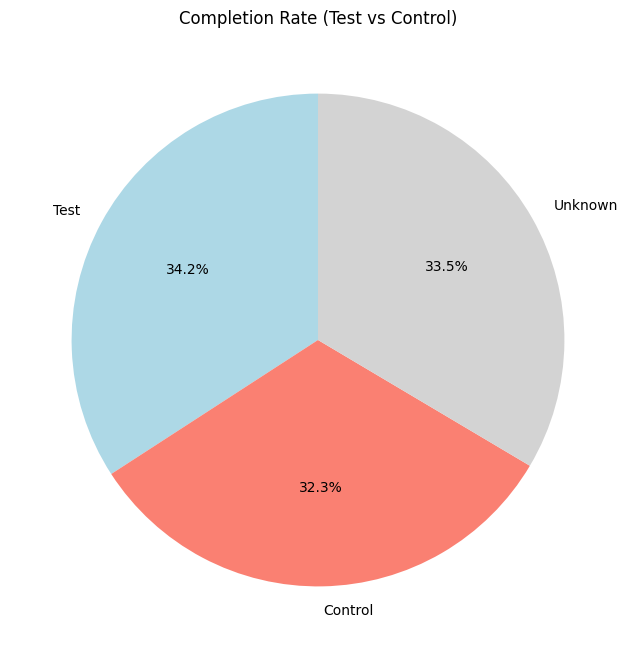 Completion Rate (Test vs Control)
Test
Unknown
34.2%
33.5%
32.3%
Control